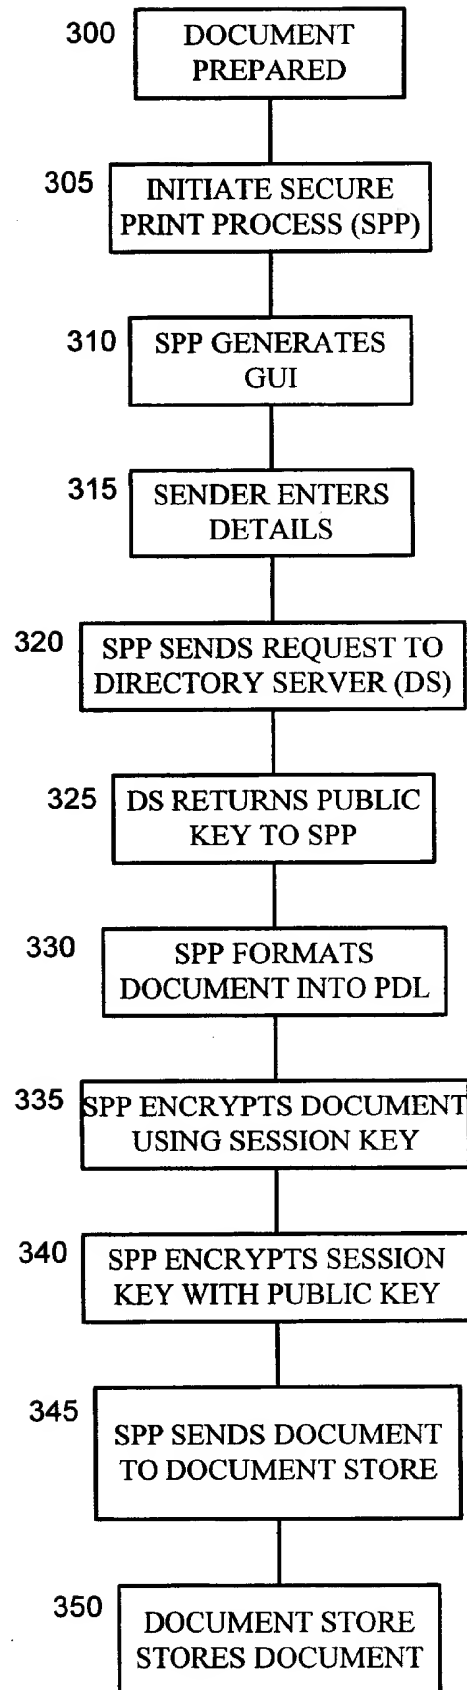 300
DOCUMENT
PREPARED
305
INITIATE SECURE
PRINT PROCESS (SPP)
310
SPP GENERATES
GUI
315
SENDER ENTERS
DETAILS
320
SPP SENDS REQUEST TO
DIRECTORY SERVER (DS)
325
DS RETURNS PUBLIC
KEY TO SPP
330
SPP FORMATS
DOCUMENT INTO PDL
335
SPP ENCRYPTS DOCUMENT
USING SESSION KEY
340
SPP ENCRYPTS SESSION
KEY WITH PUBLIC KEY
345
SPP SENDS DOCUMENT
TO DOCUMENT STORE
350
DOCUMENT STORE
STORES DOCUMENT